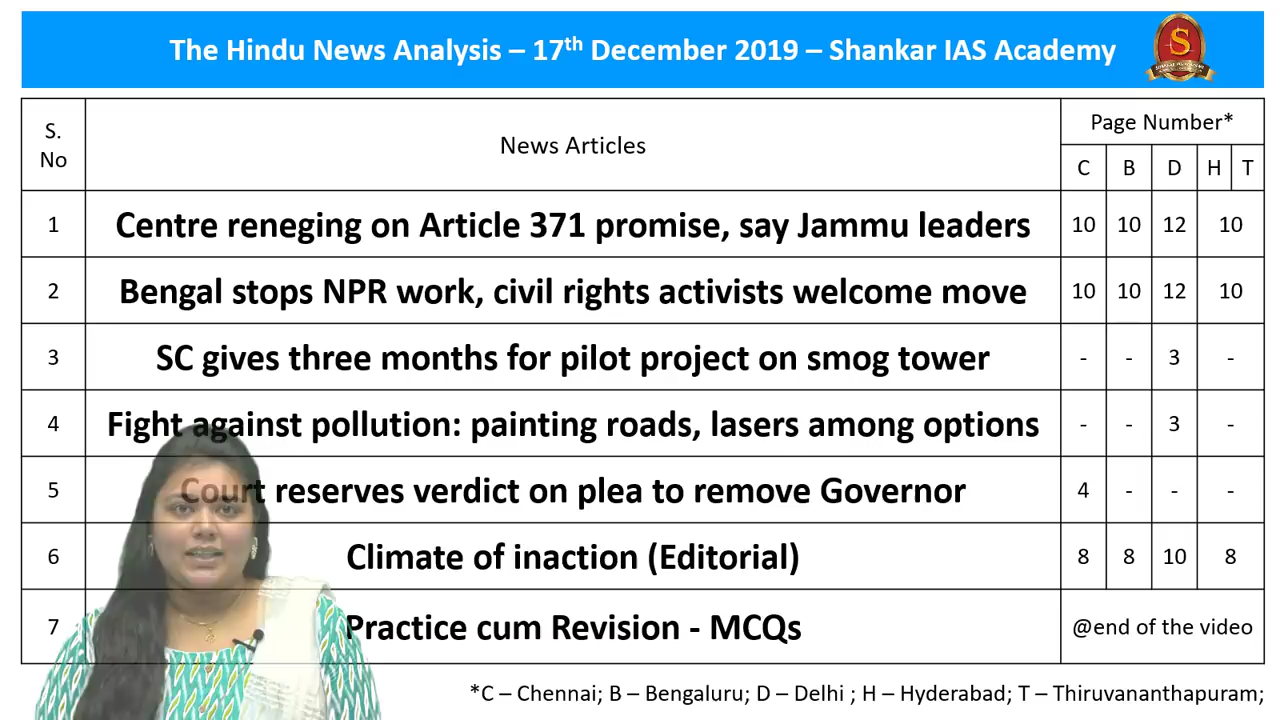 The Hindu News Analysis – 17th December 2019 – Shankar IAS Academy
S
S. No
News Articles
Page Number*
C B D H T
1 Centre reneging on Article 371 promise, say Jammu leaders 10 10 12 10
2 Bengal stops NPR work, civil rights activists welcome move 10 10 12 10
3 SC gives three months for pilot project on smog tower - - 3 -
4 Fight against pollution: painting roads, lasers among options - - 3 -
5 Court reserves verdict on plea to remove Governor 4 - - -
6 Climate of inaction (Editorial) 8 8 10 8
7 Practice cum Revision - MCQs @end of the video
*C – Chennai; B – Bengaluru; D – Delhi ; H – Hyderabad; T – Thiruvananthapuram;